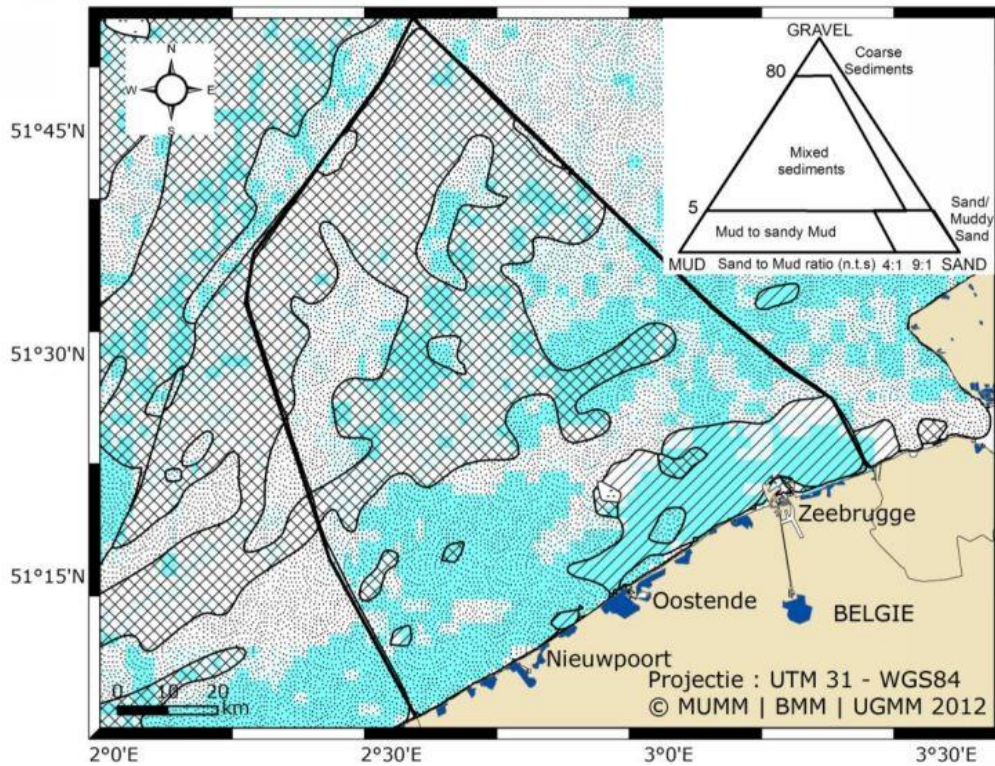 N
W E
S
GRAVEL
80
Coarse
Sediments
Mixed
sediments
5
Sand/
Muddy
Sand
Mud to sandy Mud
MUD Sand to Mud ratio (n.t.s) 4:1 9:1 SAND
51°45'
51°30'
51°15'
Zeebrugge
Oostende
BELGIE
Nieuwpoort
Projectie : UTM 31 - WGS84
© MUMM | BMM | UGMM 2012
0 10 20
km
2°0'E 2°30'E 3°0'E 3°30'E